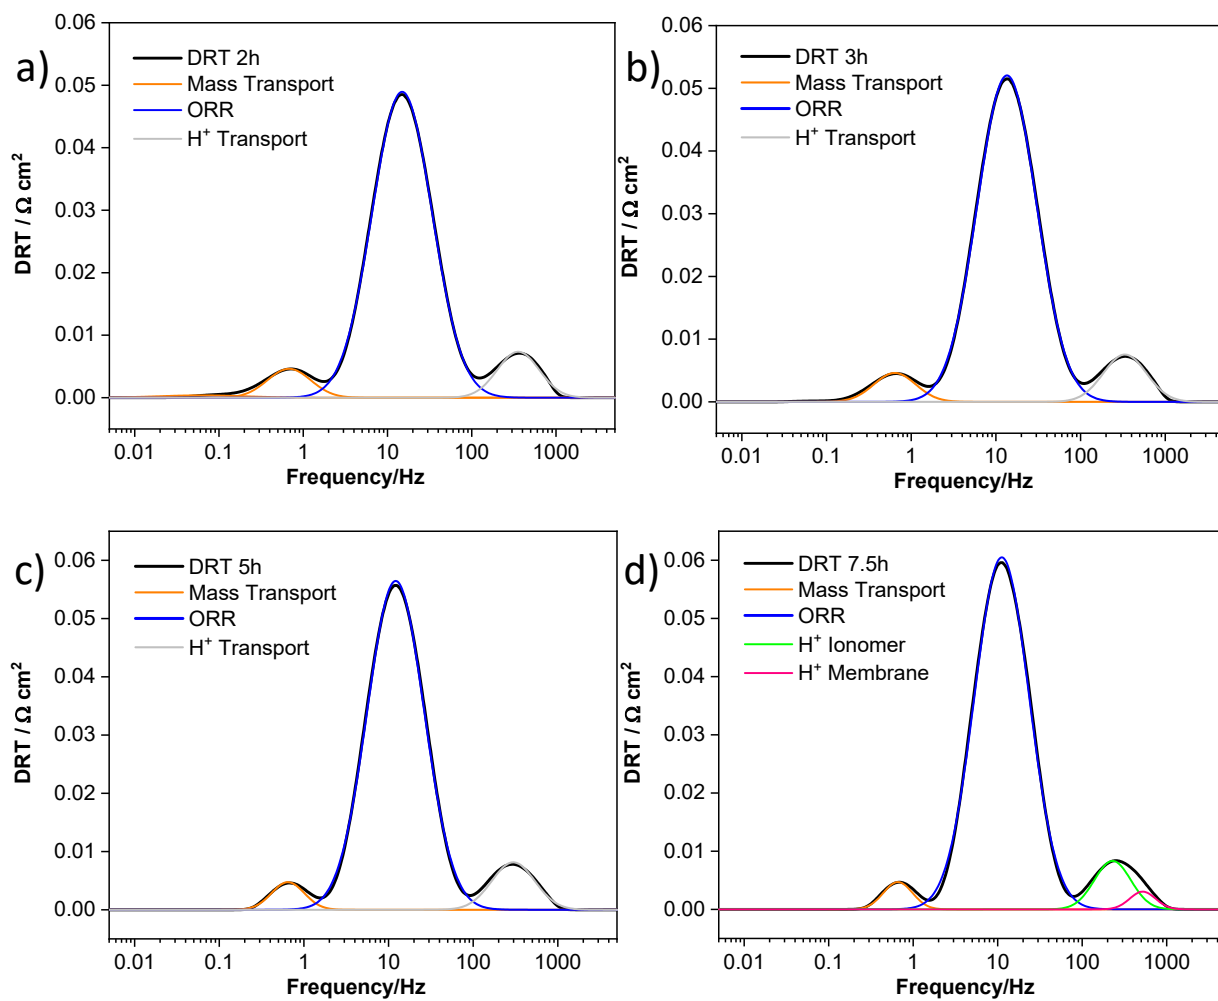 a)
DRT 2h
Mass Transport
ORR
H⁺ Transport
0.06
0.05
0.04
0.03
0.02
0.01
0.00
DRT / Ω cm²
0.01
0.1
1
10
100
1000
Frequency/Hz
b)
DRT 3h
Mass Transport
ORR
H⁺ Transport
0.06
0.05
0.04
0.03
0.02
0.01
0.00
DRT / Ω cm²
0.01
0.1
1
10
100
1000
Frequency/Hz
c)
DRT 5h
Mass Transport
ORR
H⁺ Transport
0.06
0.05
0.04
0.03
0.02
0.01
0.00
DRT / Ω cm²
0.01
0.1
1
10
100
1000
Frequency/Hz
d)
DRT 7.5h
Mass Transport
ORR
H⁺ Ionomer
H⁺ Membrane
0.06
0.05
0.04
0.03
0.02
0.01
0.00
DRT / Ω cm²
0.01
0.1
1
10
100
1000
Frequency/Hz